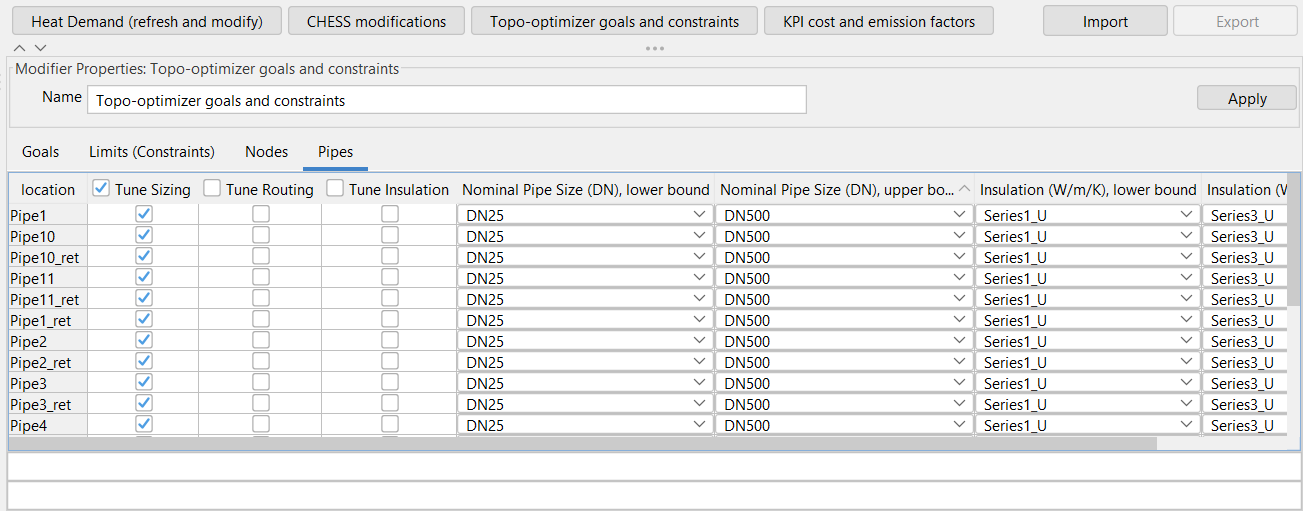 Heat Demand (refresh and modify) CHESS modifications Topo-optimizer goals and constraints KPI cost and emission factors Import Export
Modifier Properties: Topo-optimizer goals and constraints
Name Topo-optimizer goals and constraints Apply
Goals Limits (Constraints) Nodes Pipes
location Tune Sizing Tune Routing Tune Insulation Nominal Pipe Size (DN), lower bound Nominal Pipe Size (DN), upper bo... Insulation (W/m/K), lower bound Insulation (W
Pipe1 DN25 DN500 Series1_U Series3_U
Pipe10 DN25 DN500 Series1_U Series3_U
Pipe10_ret DN25 DN500 Series1_U Series3_U
Pipe11 DN25 DN500 Series1_U Series3_U
Pipe11_ret DN25 DN500 Series1_U Series3_U
Pipe1_ret DN25 DN500 Series1_U Series3_U
Pipe2 DN25 DN500 Series1_U Series3_U
Pipe2_ret DN25 DN500 Series1_U Series3_U
Pipe3 DN25 DN500 Series1_U Series3_U
Pipe3_ret DN25 DN500 Series1_U Series3_U
Pipe4 DN25 DN500 Series1_U Series3_U